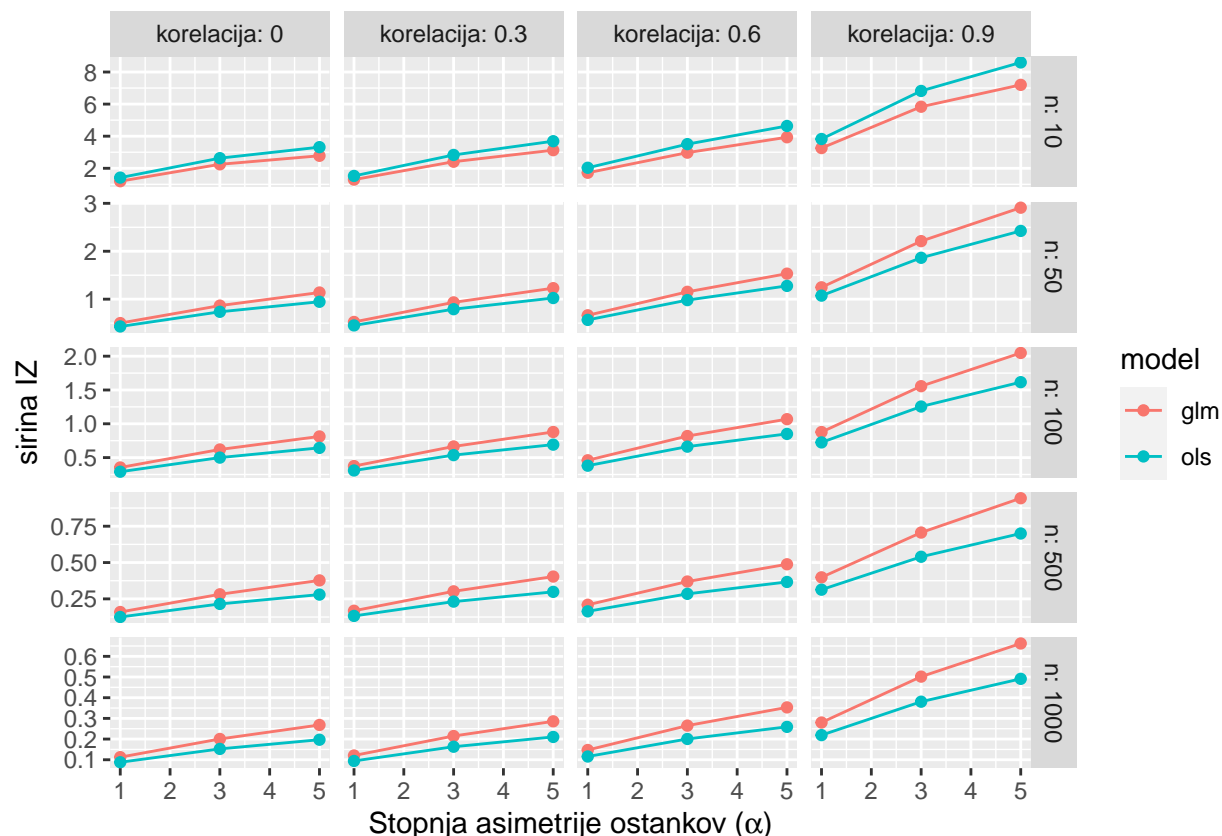 korelacija: 0
korelacija: 0.3
korelacija: 0.6
korelacija: 0.9
8
6
4
2
n: 10
3
2
1
n: 50
2.0
1.5
1.0
0.5
n: 100
0.75
0.50
0.25
n: 500
0.6
0.5
0.4
0.3
0.2
0.1
n: 1000
1 2 3 4 5
1 2 3 4 5
1 2 3 4 5
1 2 3 4 5
sirina IZ
Stopnja asimetrije ostankov (α)
model
glm
ols